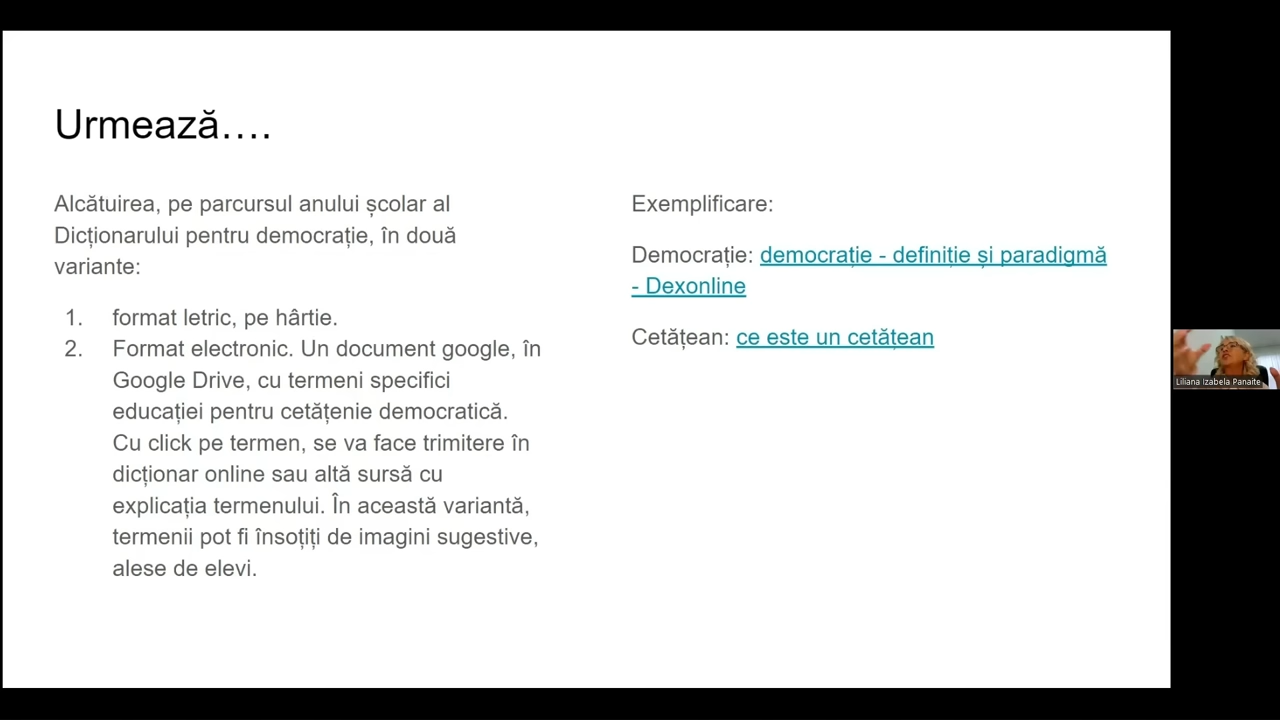 Urmează….
Alcătuirea, pe parcursul anului școlar al
Dicționarului pentru democrație, în două
variante:
1. format letric, pe hârtie.
2. Format electronic. Un document google, în
Google Drive, cu termeni specifici
educației pentru cetățenie democratică.
Cu click pe termen, se va face trimitere în
dicționar online sau altă sursă cu
explicația termenului. În această variantă,
termenii pot fi însoțiți de imagini sugestive,
alese de elevi.
Exemplificare:
Democrație: democrație - definiție și paradigmă
- Dexonline
Cetățean: ce este un cetățean
Liliana Izabela Panaite